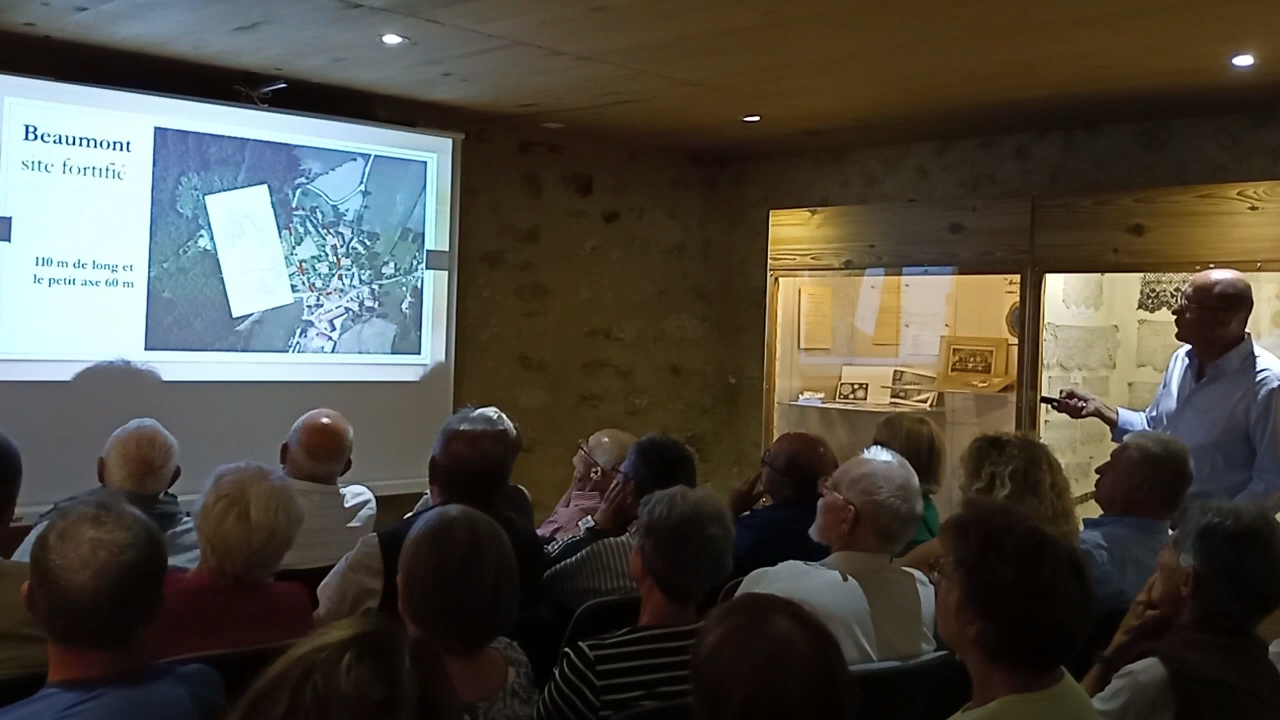 Beaumont
site fortifié
110 m de long et
le petit axe 60 m